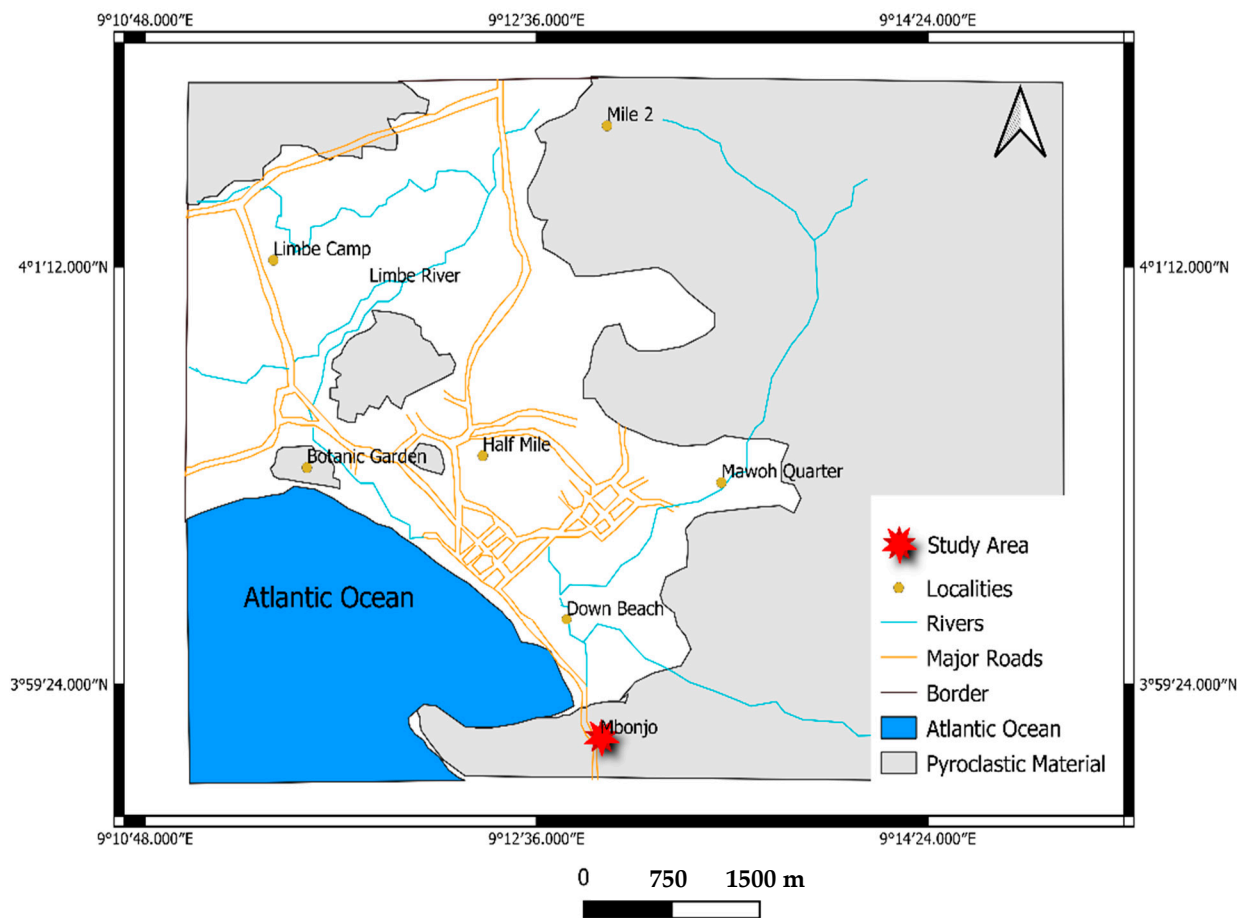 9°10′48.000″E 9°12′36.000″E 9°14′24.000″E
Mile 2
Limbe Camp
4°1′12.000″N 4°1′12.000″N
Limbe River
Half Mile
Botanic Garden
Mawoh Quarter
Atlantic Ocean
Down Beach
3°59′24.000″N 3°59′24.000″N
Mbonjo
Study Area
Localities
Rivers
Major Roads
Border
Atlantic Ocean
Pyroclastic Material
9°10′48.000″E 9°12′36.000″E 9°14′24.000″E
0 750 1500 m